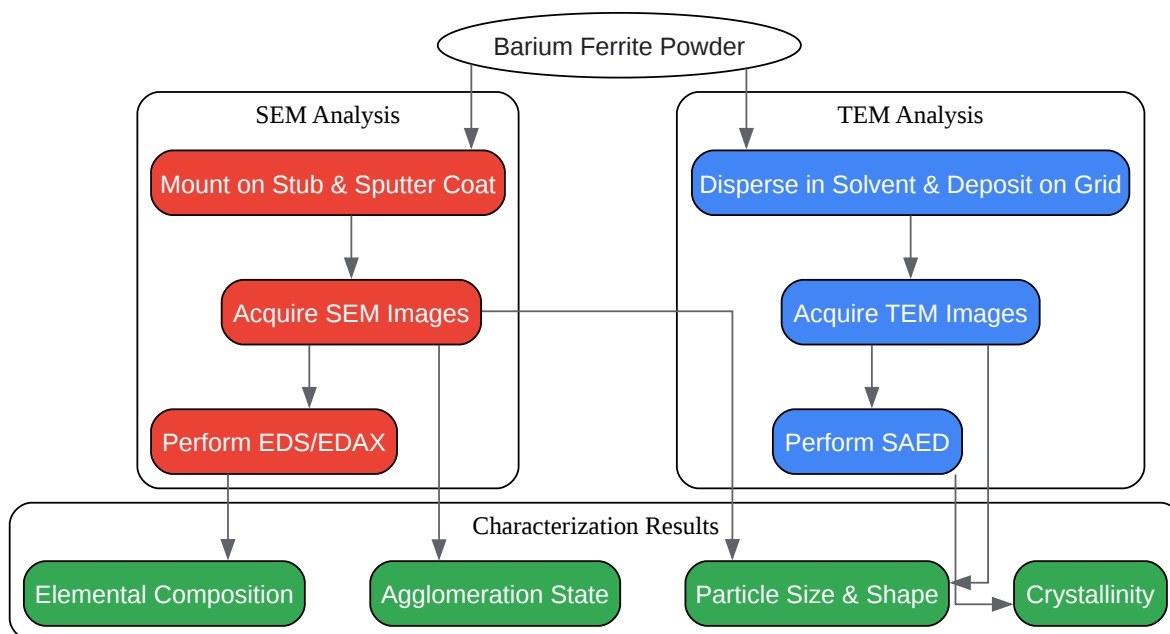 Barium Ferrite Powder
SEM Analysis
TEM Analysis
Mount on Stub & Sputter Coat
Disperse in Solvent & Deposit on Grid
Acquire SEM Images
Acquire TEM Images
Perform EDS/EDAX
Perform SAED
Characterization Results
Elemental Composition
Agglomeration State
Particle Size & Shape
Crystallinity